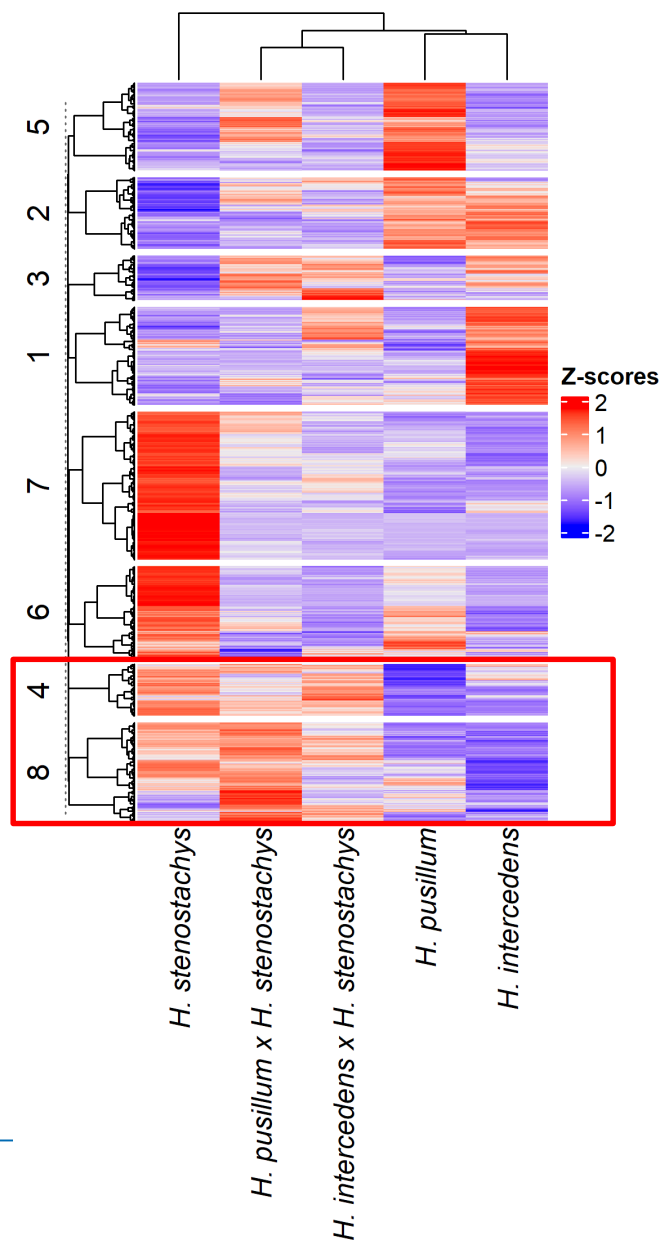 5
2
3
1
7
6
4
8
Z-scores
2
1
0
-1
-2
H. stenostachys
H. pusillum x H. stenostachys
H. intercedens x H. stenostachys
H. pusillum
H. intercedens